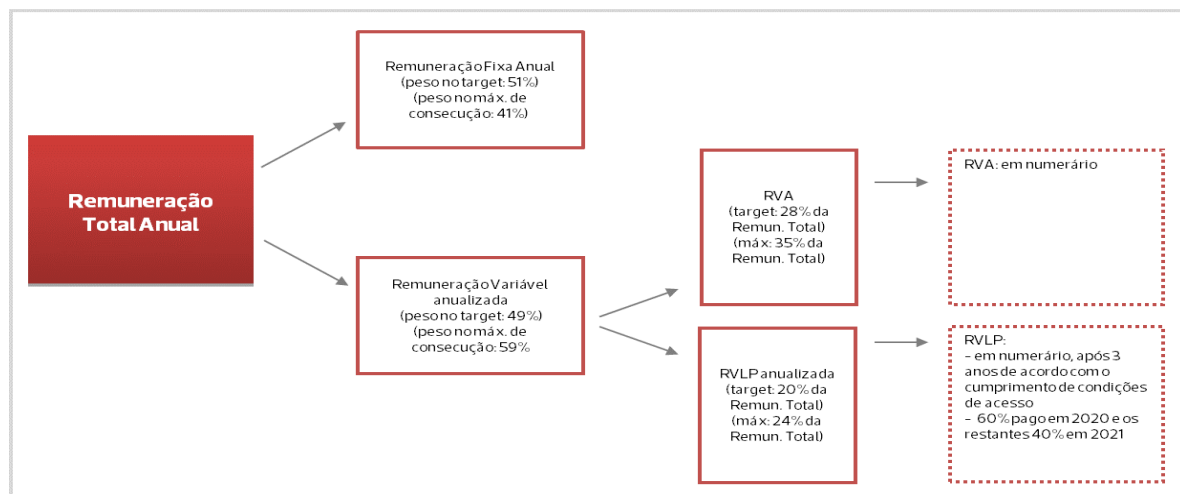 Remuneração
Total Anual
Remuneração Fixa Anual
(peso no target: 51%)
(peso no máx. de
consecução: 41%)
Remuneração Variável
anualizada
(peso no target: 49%)
(peso no máx. de
consecução: 59%
RVA
(target: 28% da
Remun. Total)
(máx: 35% da
Remun. Total)
RVA: em numerário
RVLP anualizada
(target: 20% da
Remun. Total)
(máx: 24% da
Remun. Total)
RVLP:
- em numerário, após 3
anos de acordo com o
cumprimento de condições
de acesso
- 60% pago em 2020 e os
restantes 40% em 2021